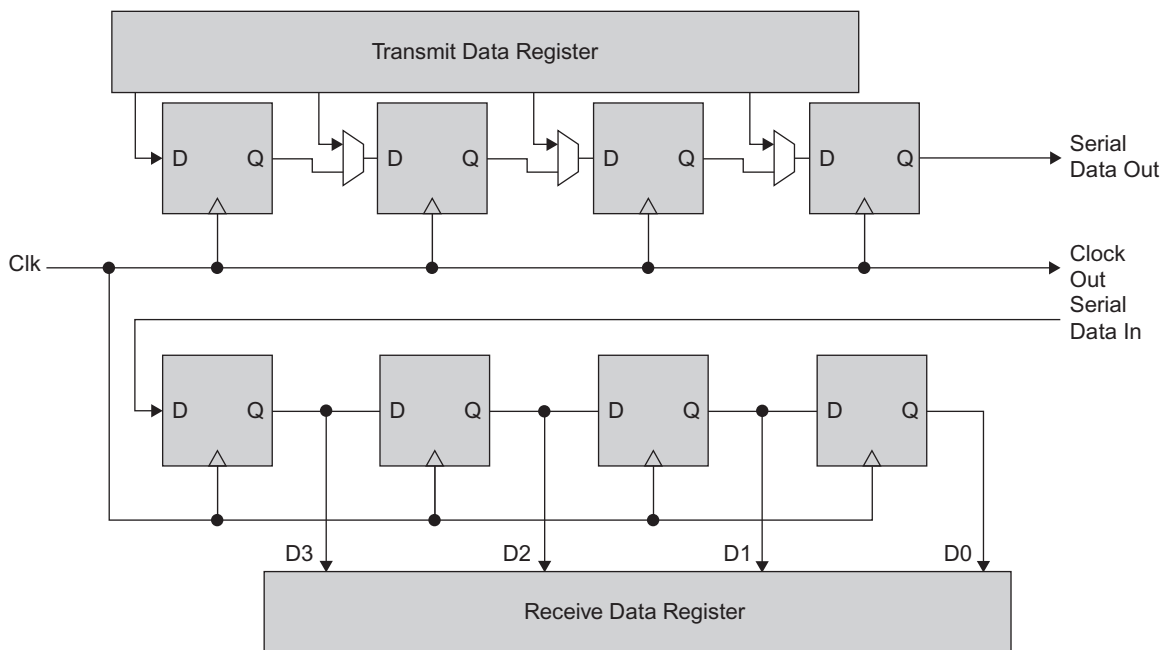 Transmit Data Register
D Q D Q D Q D Q
Serial
Data Out
Clk
Clock
Out
Serial
Data In
D Q D Q D Q D Q
D3 D2 D1 D0
Receive Data Register